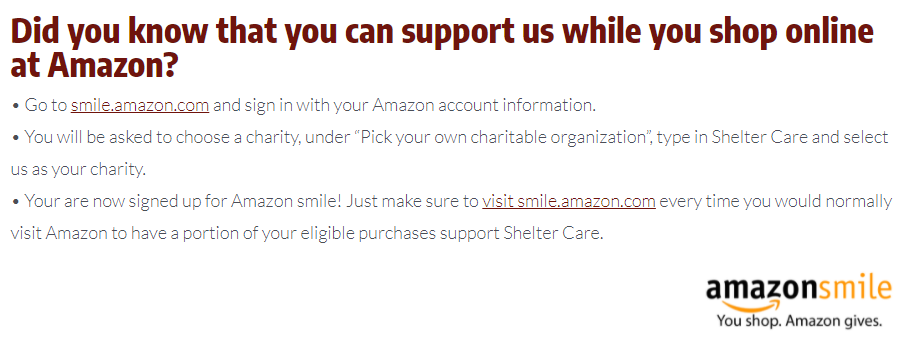 Did you know that you can support us while you shop online
at Amazon?
• Go to smile.amazon.com and sign in with your Amazon account information.
• You will be asked to choose a charity, under “Pick your own charitable organization”, type in Shelter Care and select
us as your charity.
• Your are now signed up for Amazon smile! Just make sure to visit smile.amazon.com every time you would normally
visit Amazon to have a portion of your eligible purchases support Shelter Care.
amazonsmile
You shop. Amazon gives.